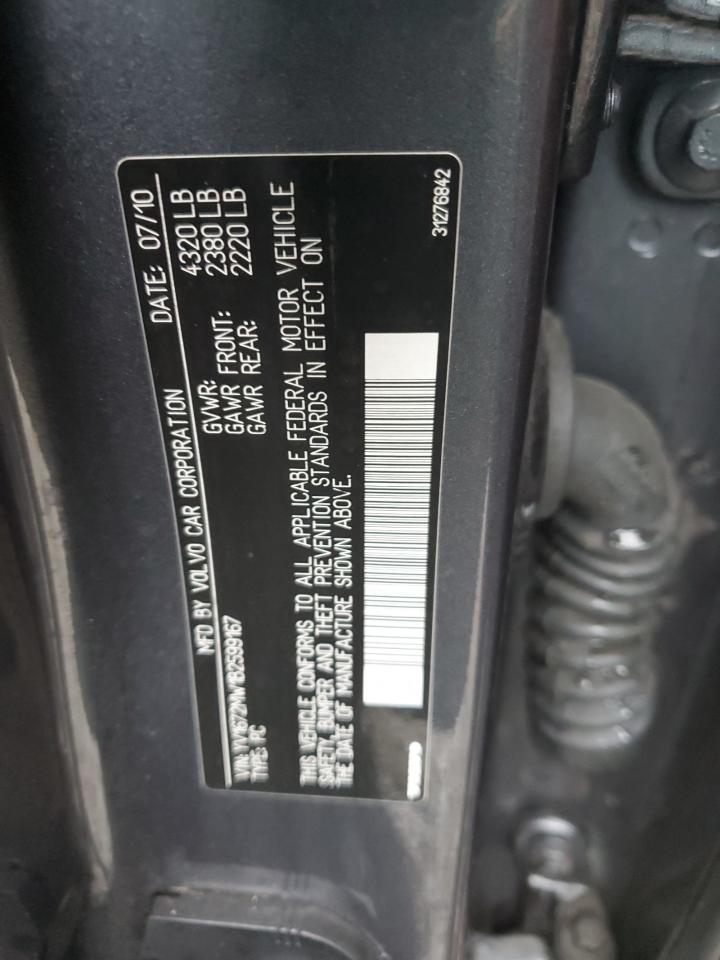 MFD BY VOLVO CAR CORPORATION DATE: 07/10
VIN: YV1672MW1B2599167 GVWR: 4320 LB
TYPE: PC GAWR FRONT: 2380 LB
GAWR REAR: 2220 LB
THIS VEHICLE CONFORMS TO ALL APPLICABLE FEDERAL MOTOR VEHICLE
SAFETY, BUMPER AND THEFT PREVENTION STANDARDS IN EFFECT ON
THE DATE OF MANUFACTURE SHOWN ABOVE.
31276842